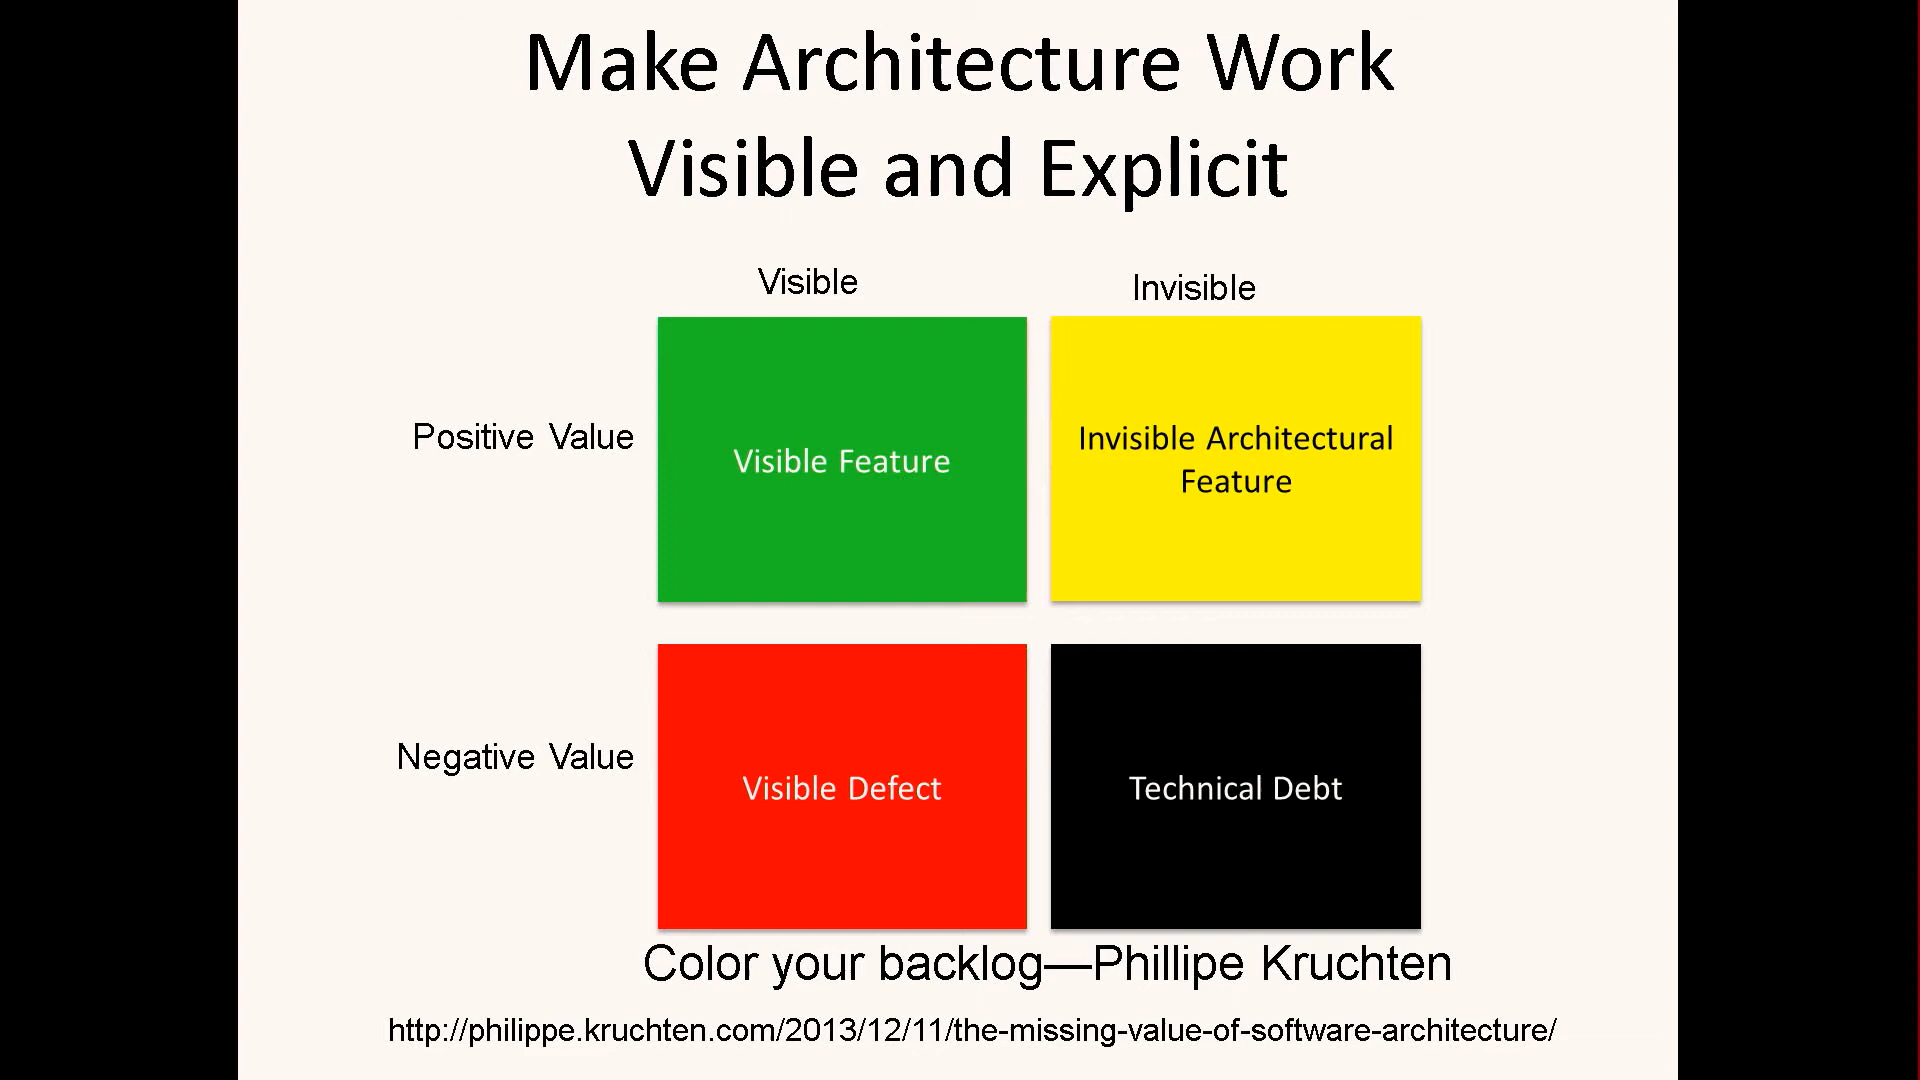 Make Architecture Work
Visible and Explicit
Visible
Invisible
Positive Value
Visible Feature
Invisible Architectural
Feature
Negative Value
Visible Defect
Technical Debt
Color your backlog—Phillipe Kruchten
http://philippe.kruchten.com/2013/12/11/the-missing-value-of-software-architecture/